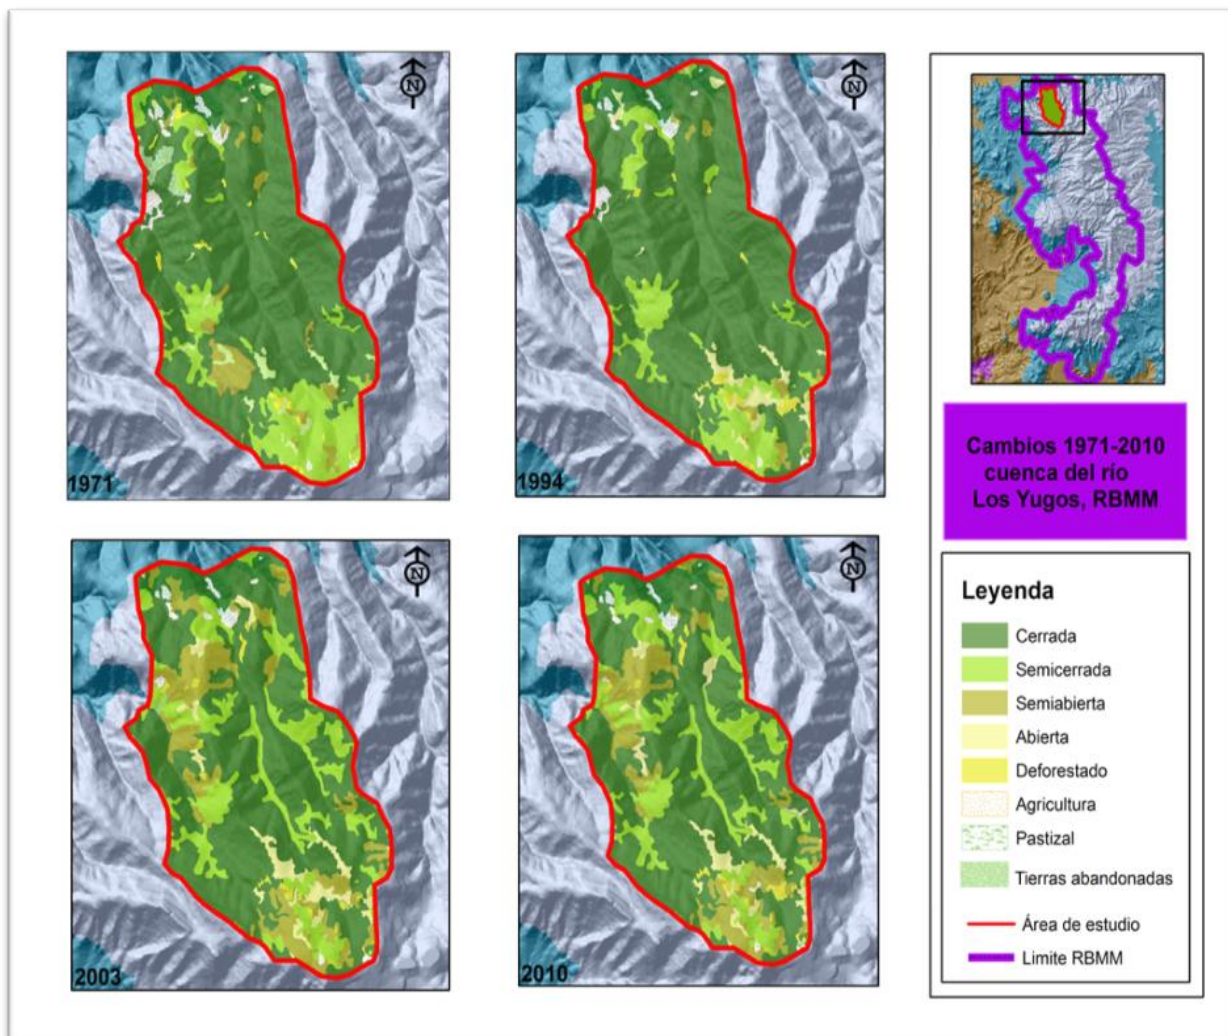 N
1971
N
1994
N
2003
N
2010
Cambios 1971-2010
cuenca del río
Los Yugos, RBMM
Leyenda
Cerrada
Semicerrada
Semiabierta
Abierta
Deforestado
Agricultura
Pastizal
Tierras abandonadas
Área de estudio
Limite RBMM